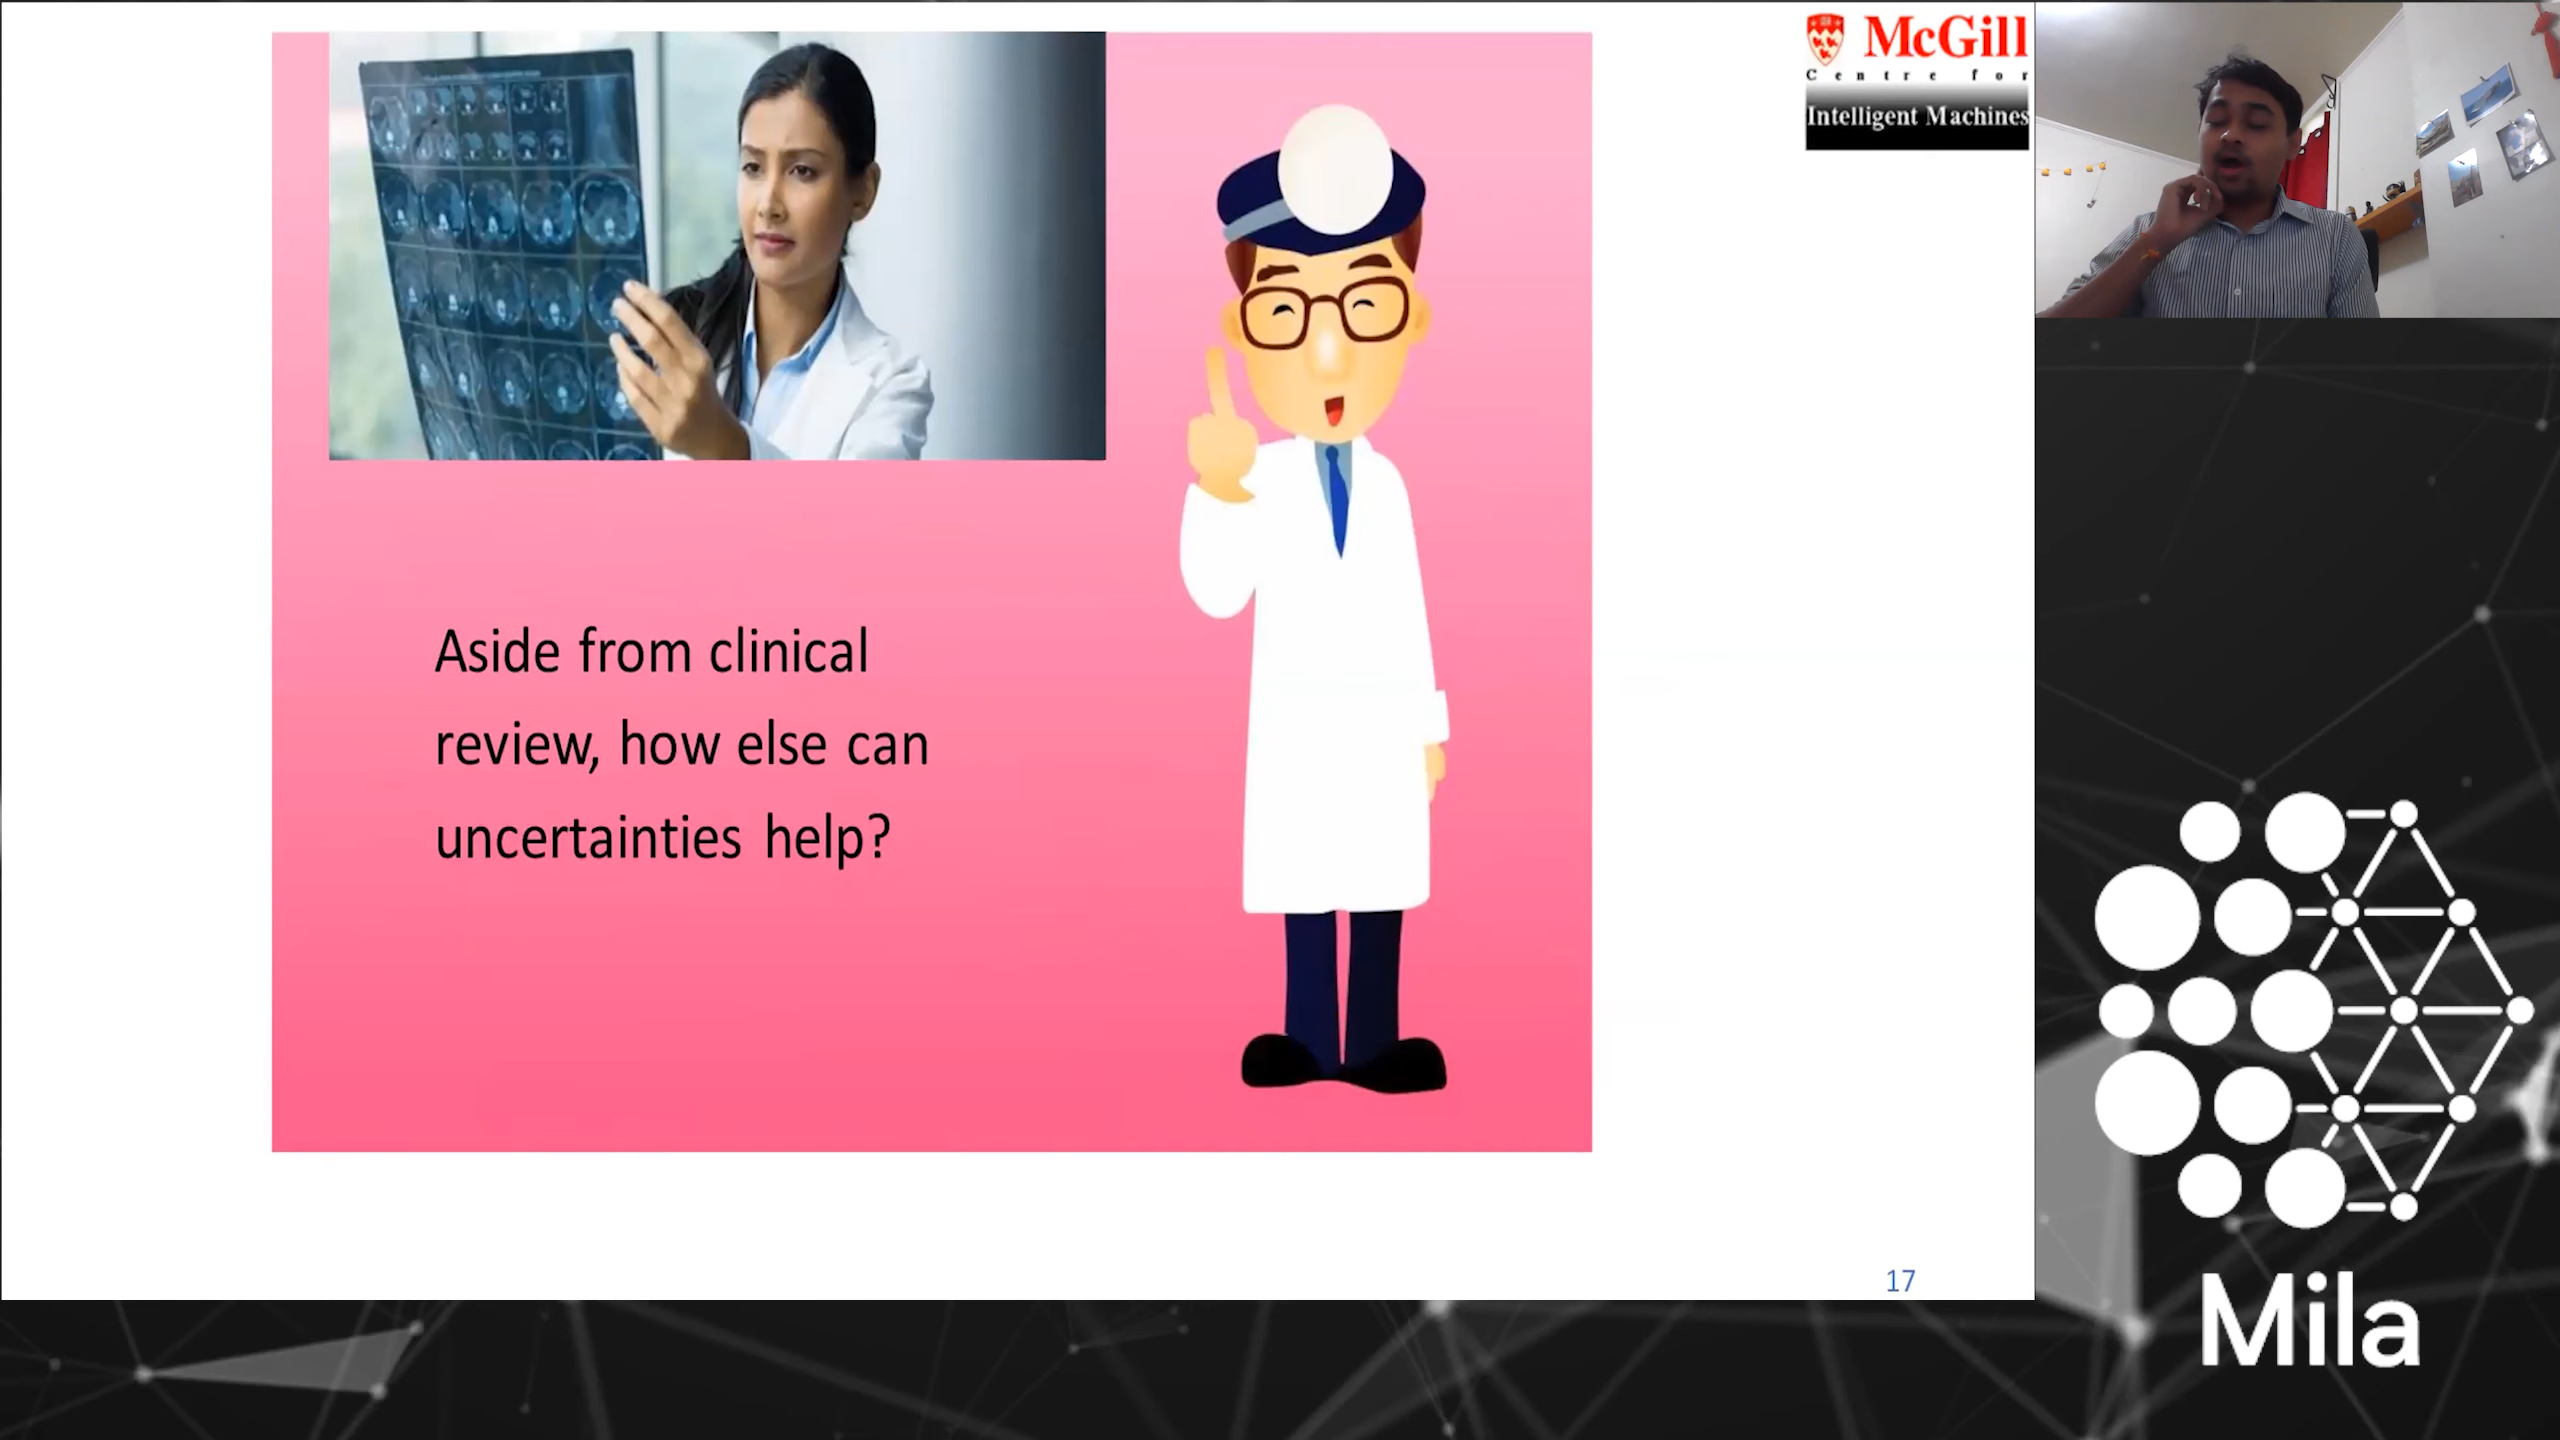 McGill
Centre for
Intelligent Machines
Aside from clinical
review, how else can
uncertainties help?
17
Mila